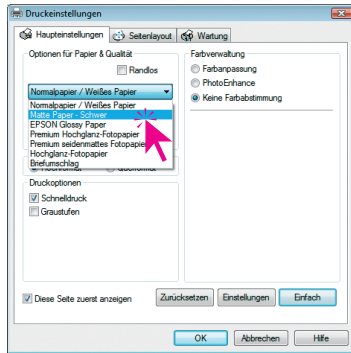 Druckeinstellungen
Haupteinstellungen Seitenlayout Wartung
Optionen für Papier & Qualität
Randlos
Normalpapier / Weißes Papier
Normalpapier / Weißes Papier
Matte Paper - Schwer
EPSON Glossy Paper
Premium Hochglanz-Fotopapier
Premium seidenmattes Fotopapier
Hochglanz-Fotopapier
Briefumschlag
Druckoptionen
Schnelldruck
Graustufen
Farbverwaltung
Farbanpassung
PhotoEnhance
Keine Farbabstimmung
Diese Seite zuerst anzeigen Zurücksetzen Einstellungen Einfach
OK Abbrechen Hilfe